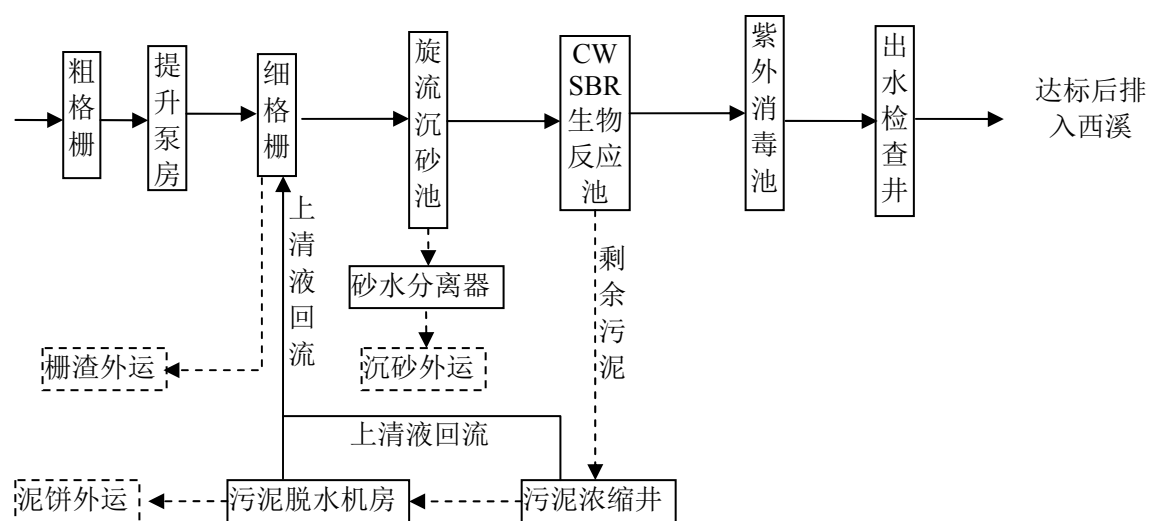 粗格栅
提升泵房
细格栅
旋流沉砂池
CW
SBR
生物
反应
池
紫外消毒池
出水检查井
达标后排
入西溪
上清液回流
剩余污泥
砂水分离器
栅渣外运
沉砂外运
上清液回流
泥饼外运
污泥脱水机房
污泥浓缩井